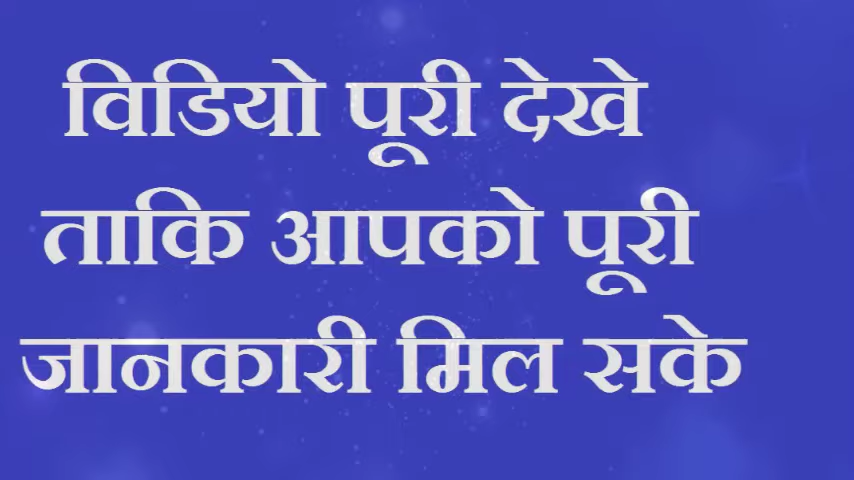 विडियो पूरी देखे
ताकि आपको पूरी
जानकारी मिल सके